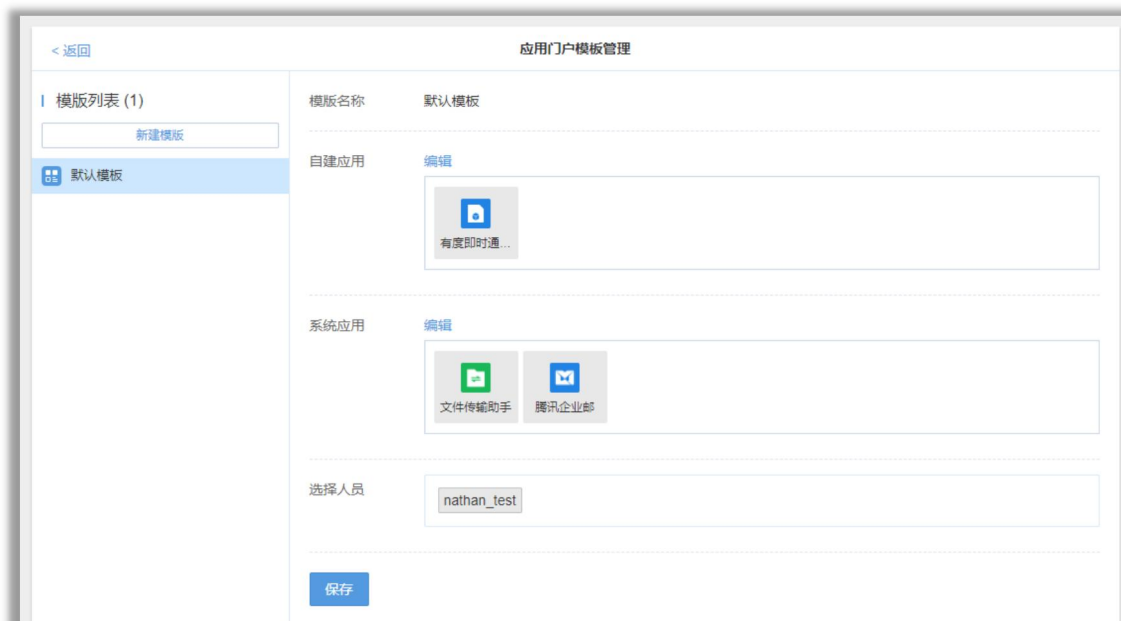 < 返回
应用门户模板管理
模版列表 (1)
新建模版
默认模板
模版名称 默认模板
自建应用 编辑
有度即时通...
系统应用 编辑
文件传输助手 腾讯企业邮
选择人员 nathan_test
保存